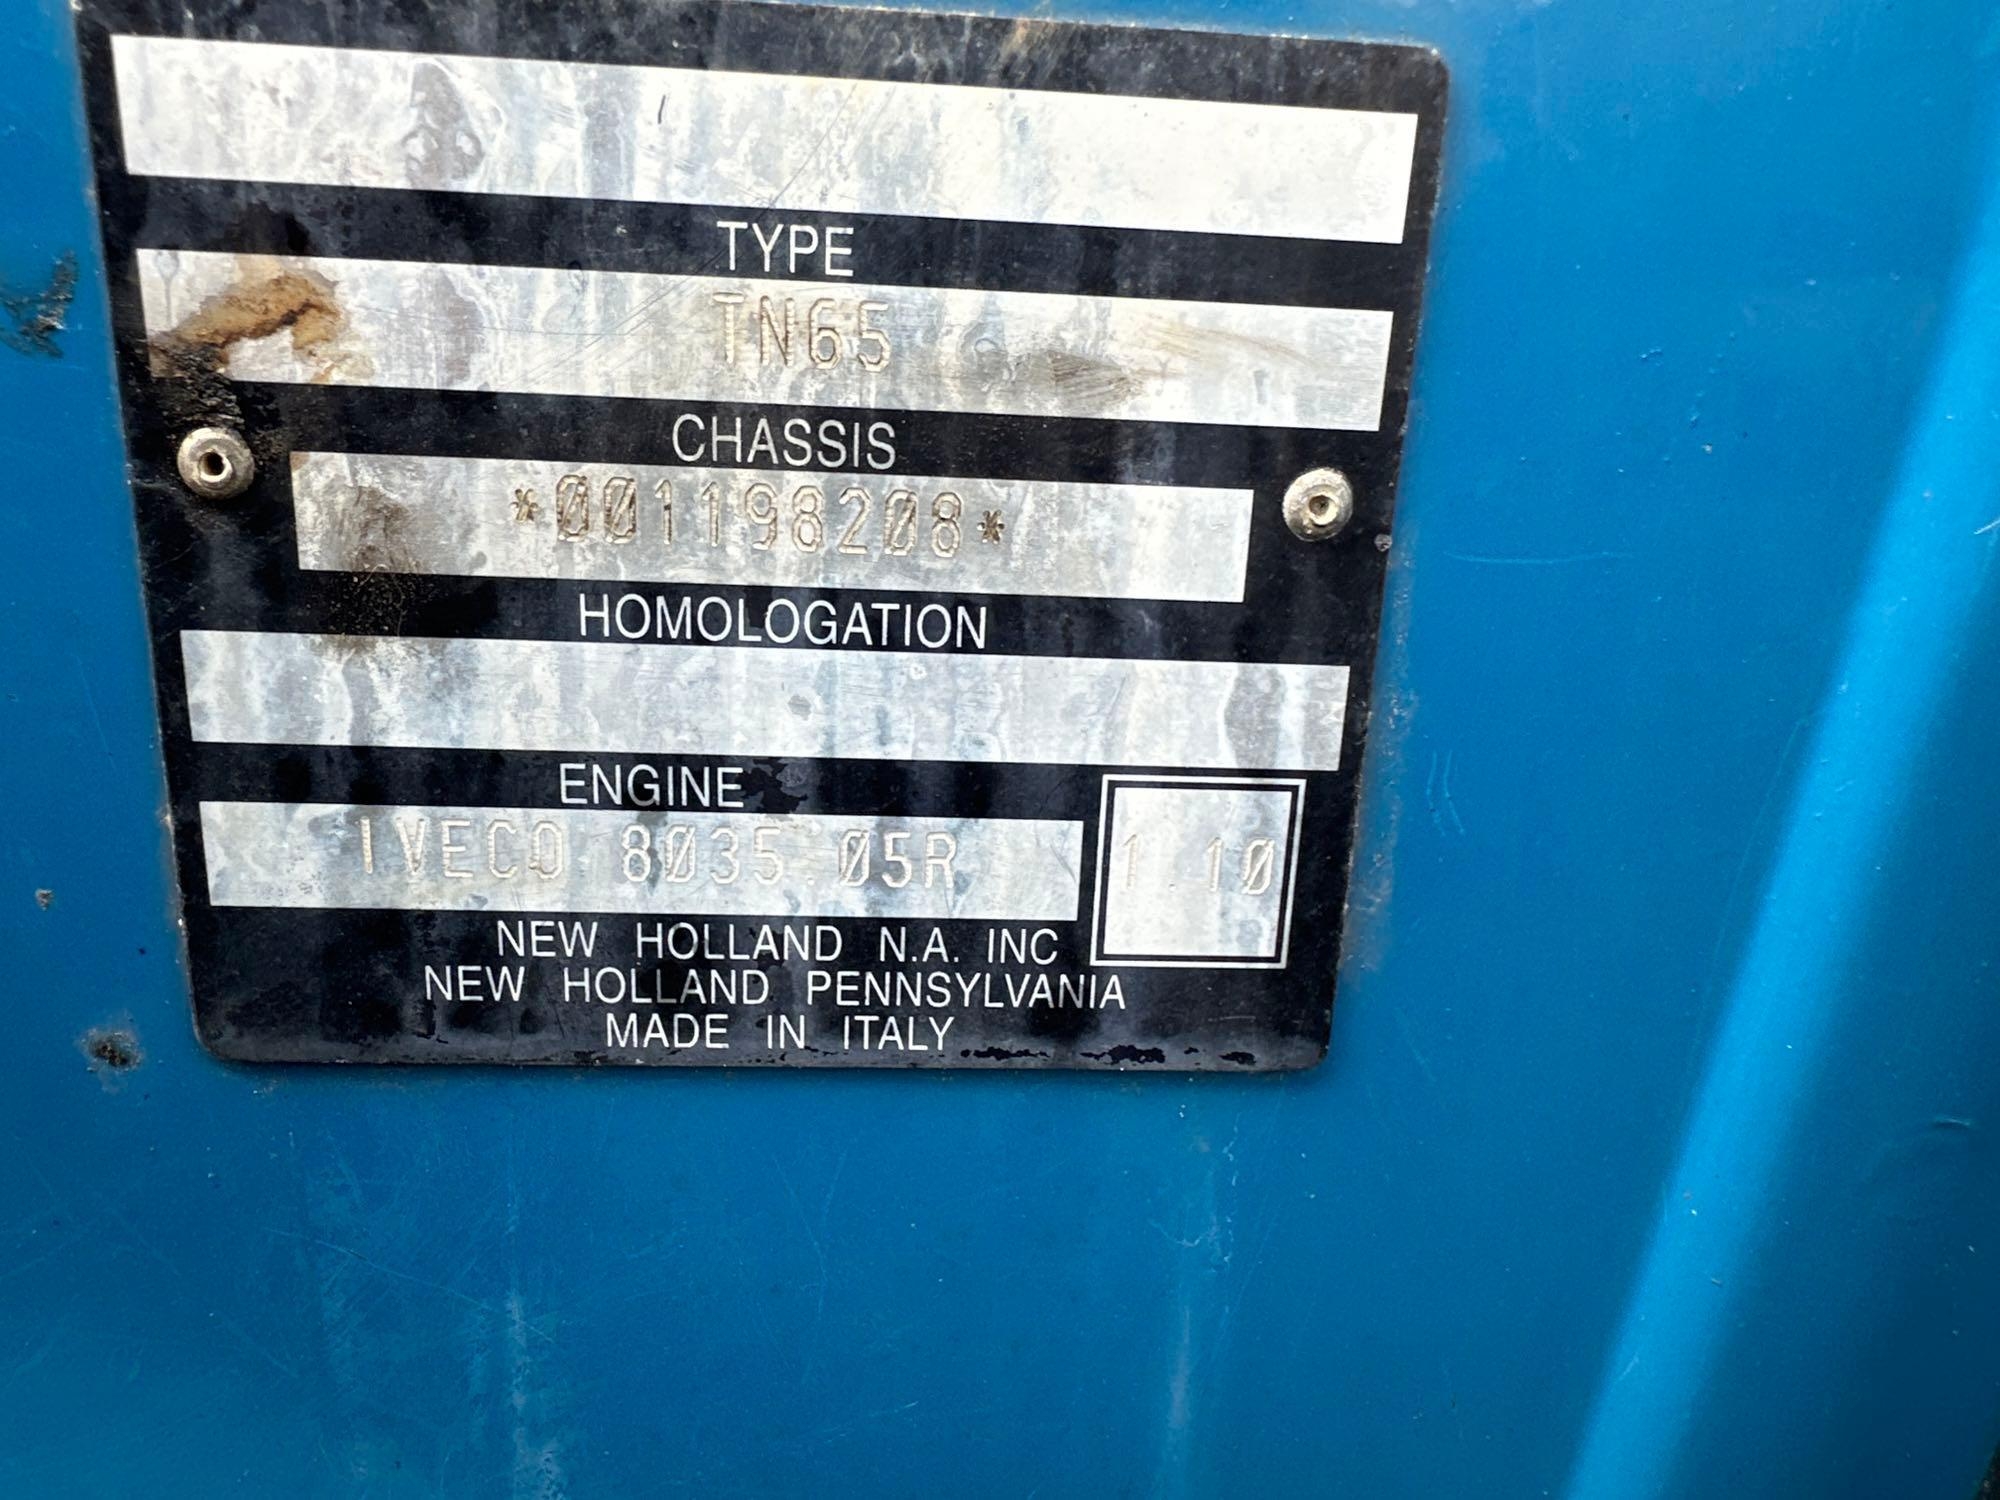 TYPE
TN65
CHASSIS
*001198208*
HOMOLOGATION
ENGINE
IVECO 8035.05R
1 10
NEW HOLLAND N.A. INC
NEW HOLLAND PENNSYLVANIA
MADE IN ITALY